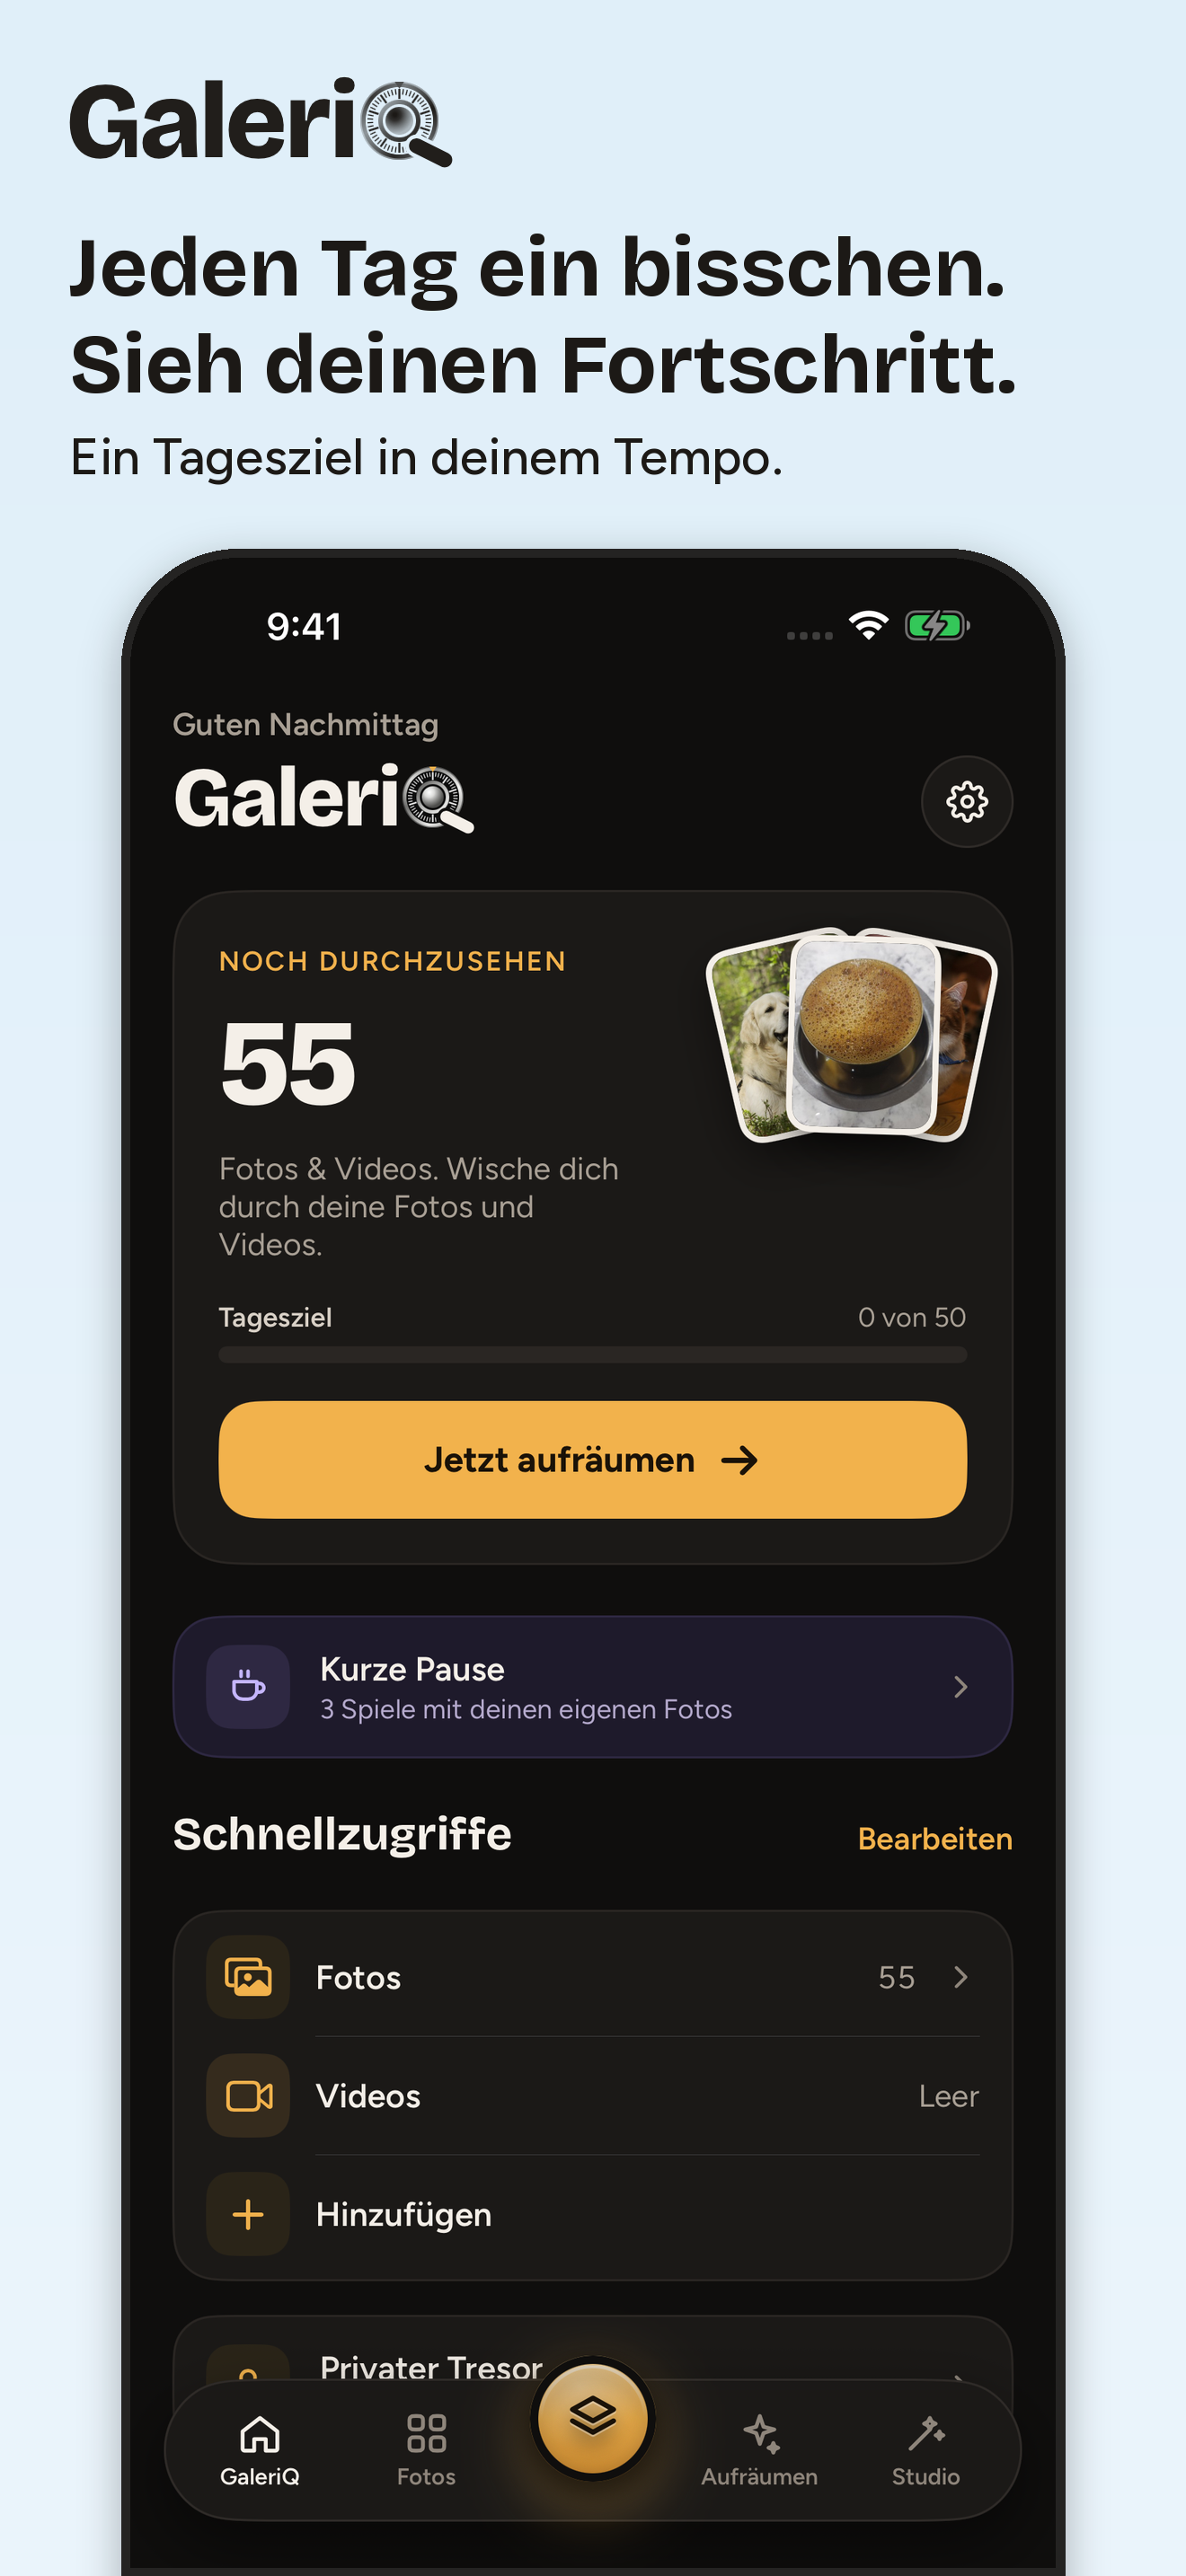 GaleriQ
Jeden Tag ein bisschen.
Sieh deinen Fortschritt.
Ein Tagesziel in deinem Tempo.
9:41
Guten Nachmittag
GaleriQ
NOCH DURCHZUSEHEN
55
Fotos & Videos. Wische dich
durch deine Fotos und
Videos.
Tagesziel
0 von 50
Jetzt aufräumen →
Kurze Pause
3 Spiele mit deinen eigenen Fotos
Schnellzugriffe
Bearbeiten
Fotos
55
Videos
Leer
Hinzufügen
Privater Tresor
GaleriQ
Fotos
Aufräumen
Studio